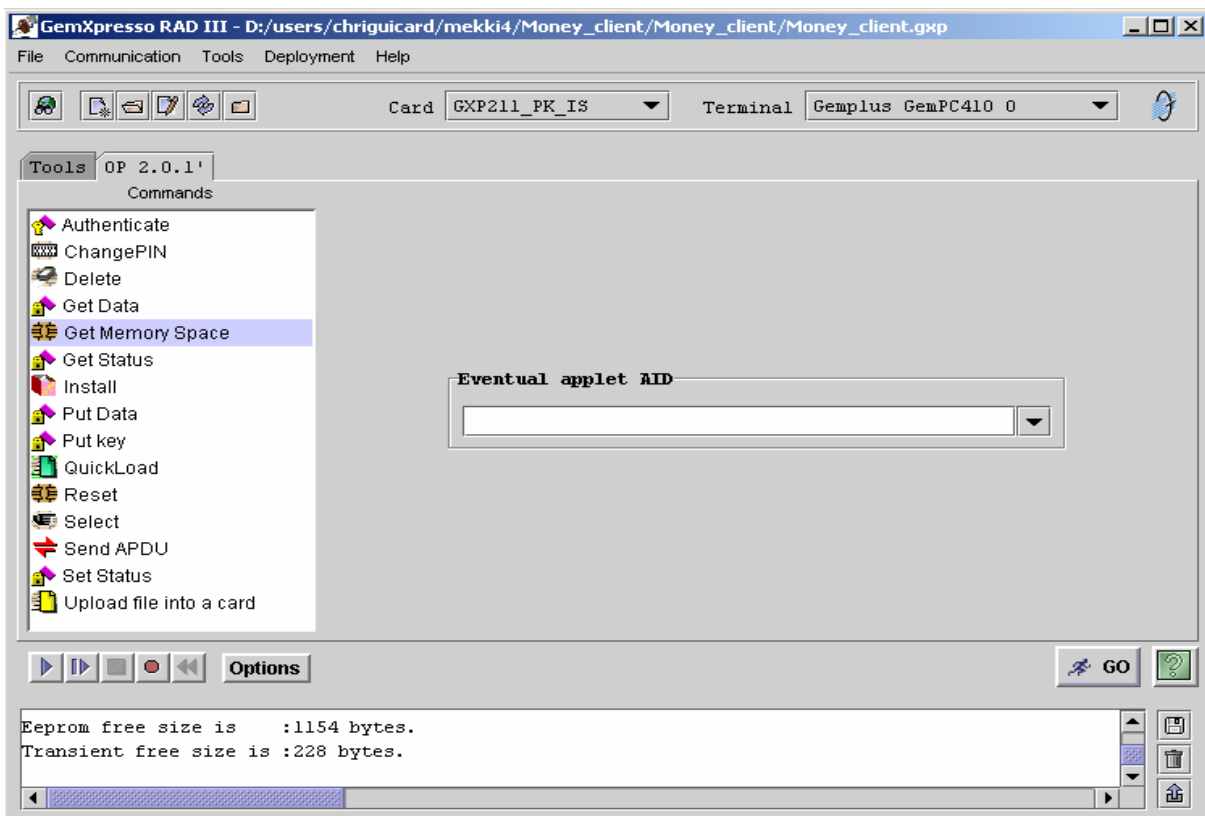 GemXpresso RAD III - D:/users/chriguicard/mekki4/Money_client/Money_client/Money_client.gxp
File Communication Tools Deployment Help
Card GXP211_PK_IS Terminal Gemplus GemPC410 0
Tools OP 2.0.1'
Commands
Authenticate
ChangePIN
Delete
Get Data
Get Memory Space
Get Status
Install
Put Data
Put key
QuickLoad
Reset
Select
Send APDU
Set Status
Upload file into a card
Eventual applet AID
Options GO
Eeprom free size is :1154 bytes.
Transient free size is :228 bytes.